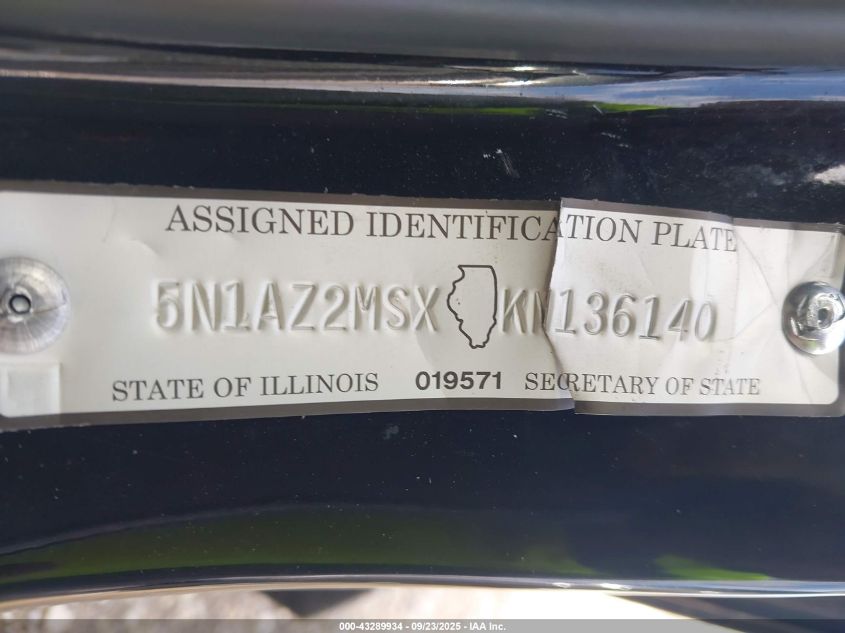 ASSIGNED IDENTIFICATION PLATE
5N1AZ2MSX KN136140
STATE OF ILLINOIS 019571 SECRETARY OF STATE
000-43289934 - 09/23/2025 - IAA Inc.